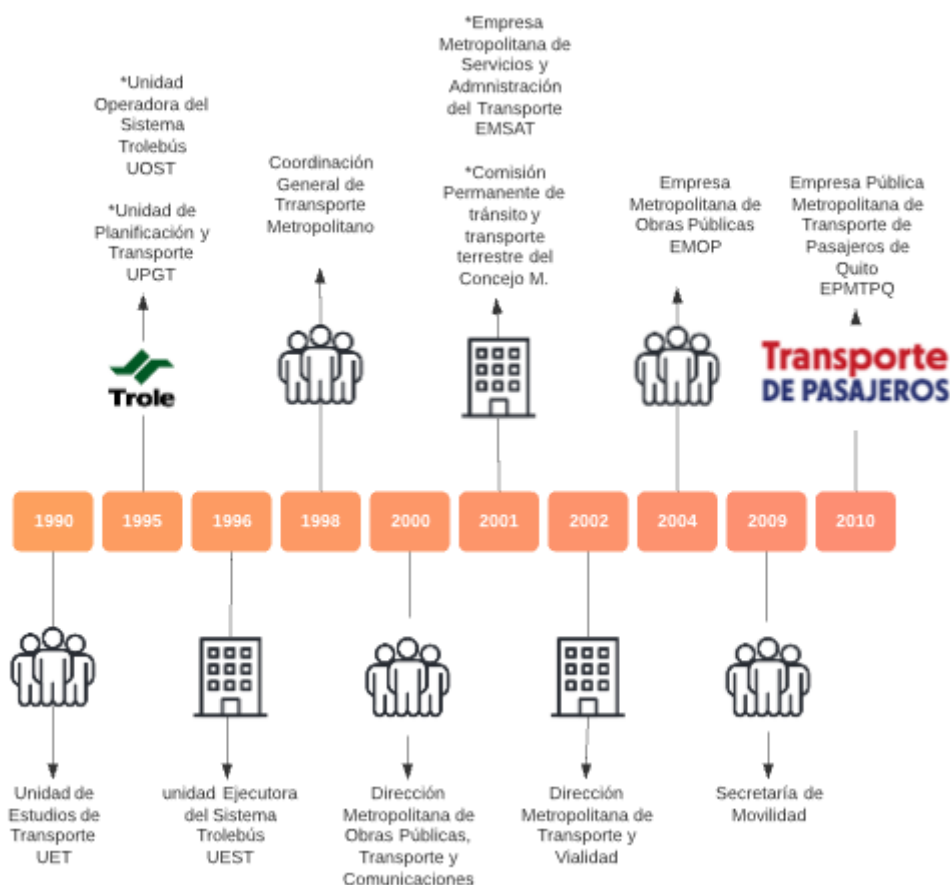 *Unidad
Operadora del
Sistema
Trolebús
UOST
*Unidad de
Planificación y
Transporte
UPGT
Coordinación
General de
Trransporte
Metropolitano
*Empresa
Metropolitana de
Servicios y
Admnistración
del Transporte
EMSAT
*Comisión
Permanente de
tránsito y
transporte
terrestre del
Concejo M.
Empresa
Metropolitana de
Obras Públicas
EMOP
Empresa Pública
Metropolitana de
Transporte de
Pasajeros de
Quito
EPMTPQ
Trole
Transporte
DE PASAJEROS
1990
1995
1996
1998
2000
2001
2002
2004
2009
2010
Unidad de
Estudios de
Transporte
UET
unidad Ejecutora
del Sistema
Trolebús
UEST
Dirección
Metropolitana de
Obras Públicas,
Transporte y
Comunicaciones
Dirección
Metropolitana de
Transporte y
Vialidad
Secretaría de
Movilidad